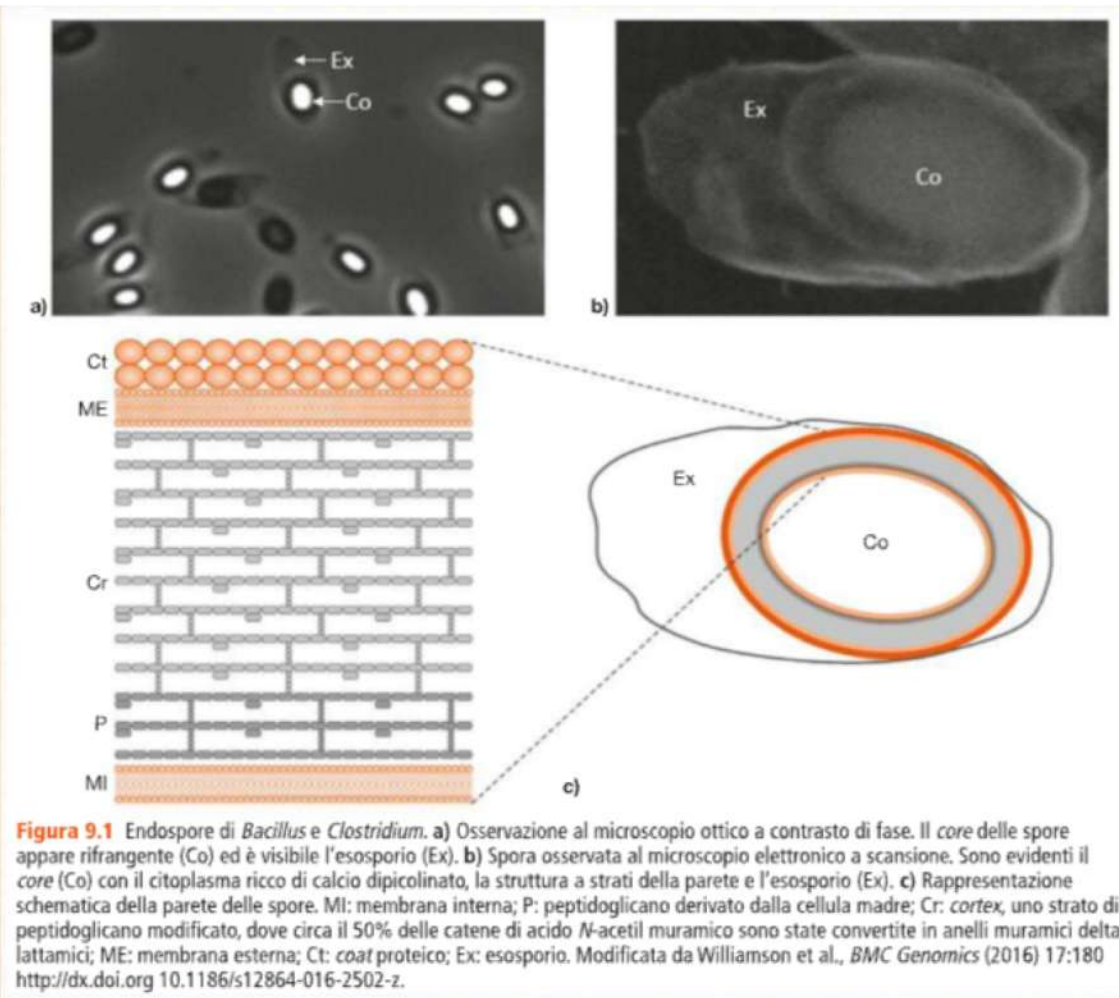 Ex
Co
a)
Ex
Co
b)
Ct
ME
Cr
P
MI
Ex
Co
c)
Figura 9.1 Endospore di Bacillus e Clostridium. a) Osservazione al microscopio ottico a contrasto di fase. Il core delle spore
appare rifrangente (Co) ed è visibile l'esosporio (Ex). b) Spora osservata al microscopio elettronico a scansione. Sono evidenti il
core (Co) con il citoplasma ricco di calcio dipicolinato, la struttura a strati della parete e l'esosporio (Ex). c) Rappresentazione
schematica della parete delle spore. MI: membrana interna; P: peptidoglicano derivato dalla cellula madre; Cr: cortex, uno strato di
peptidoglicano modificato, dove circa il 50% delle catene di acido N-acetil muramico sono state convertite in anelli muramici delta
lattamici; ME: membrana esterna; Ct: coat proteico; Ex: esosporio. Modificata da Williamson et al., BMC Genomics (2016) 17:180
http://dx.doi.org 10.1186/s12864-016-2502-z.